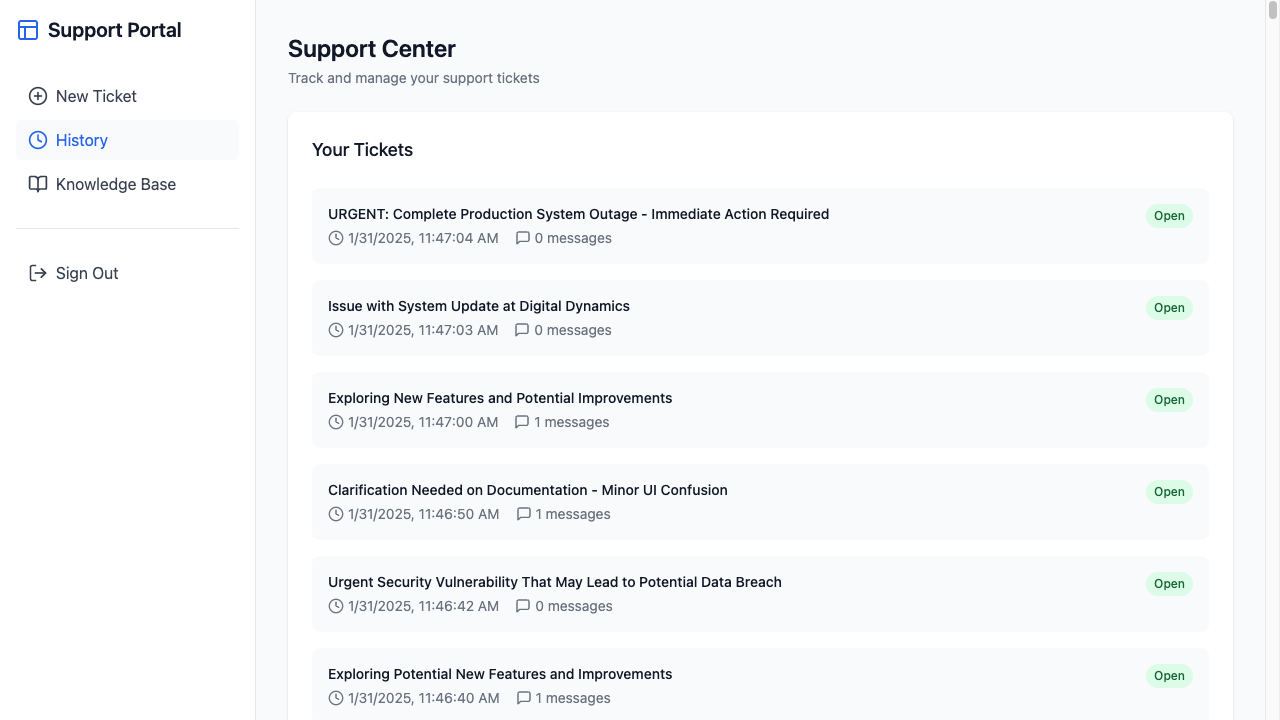 Support Portal
New Ticket
History
Knowledge Base
Sign Out
Support Center
Track and manage your support tickets
Your Tickets
URGENT: Complete Production System Outage - Immediate Action Required
Open
1/31/2025, 11:47:04 AM 0 messages
Issue with System Update at Digital Dynamics
Open
1/31/2025, 11:47:03 AM 0 messages
Exploring New Features and Potential Improvements
Open
1/31/2025, 11:47:00 AM 1 messages
Clarification Needed on Documentation - Minor UI Confusion
Open
1/31/2025, 11:46:50 AM 1 messages
Urgent Security Vulnerability That May Lead to Potential Data Breach
Open
1/31/2025, 11:46:42 AM 0 messages
Exploring Potential New Features and Improvements
Open
1/31/2025, 11:46:40 AM 1 messages